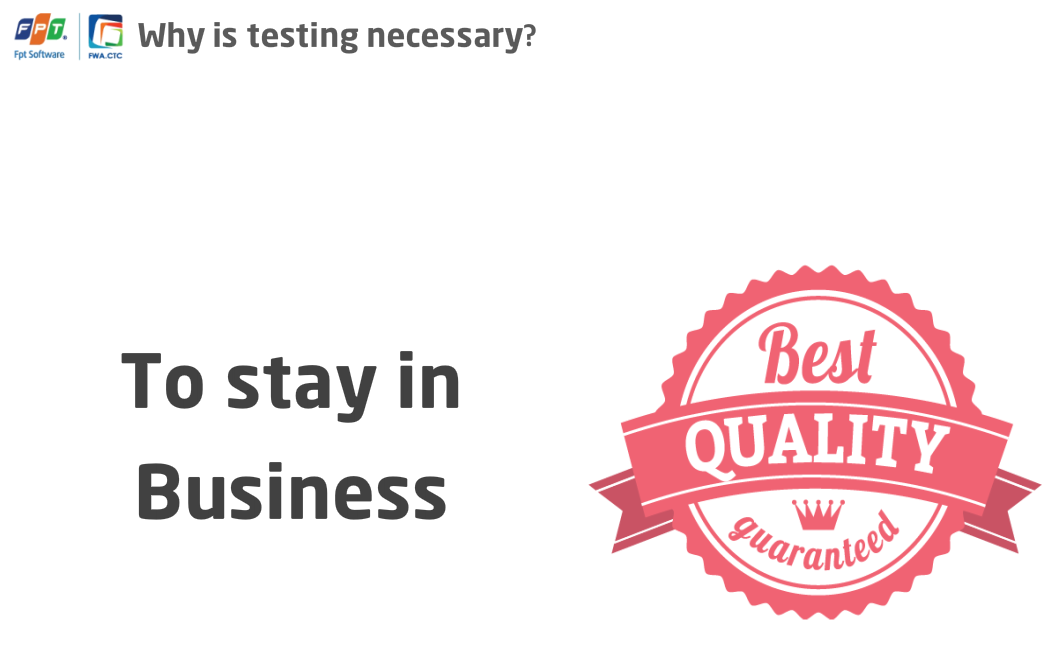 FPT.
Fpt Software
FWA.CTC
Why is testing necessary?
To stay in
Business
Best
QUALITY
guaranteed